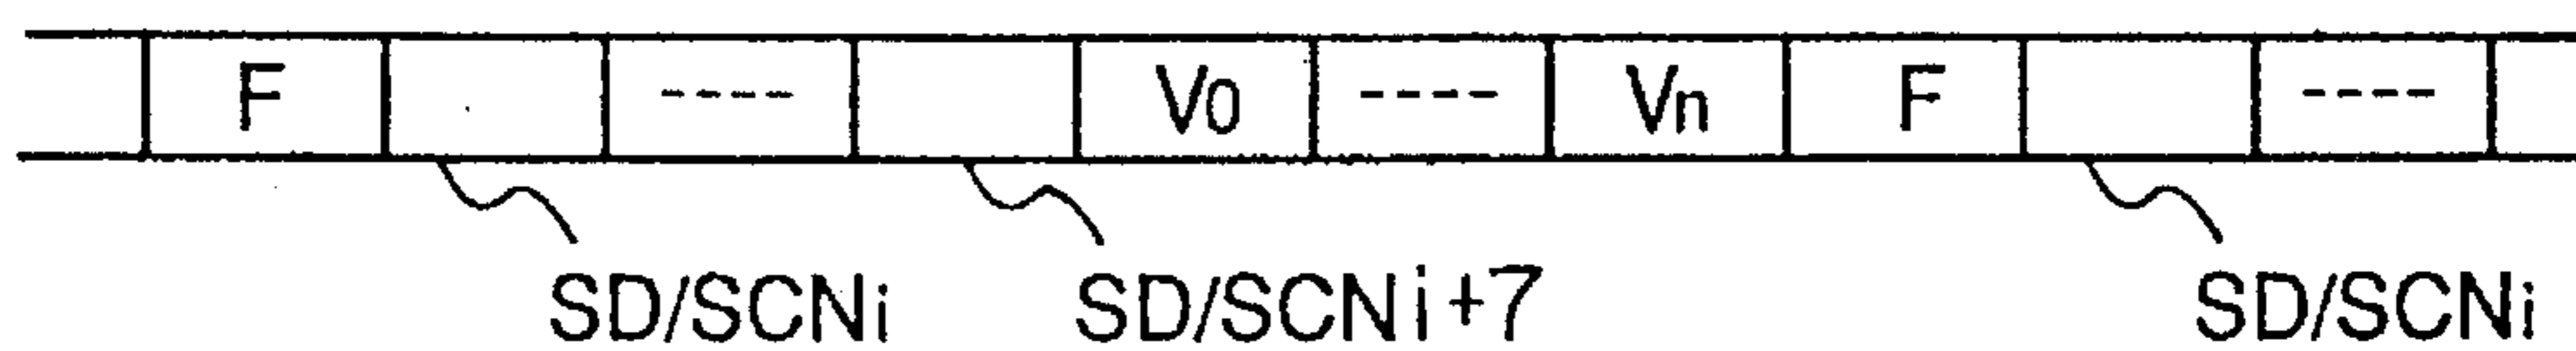 F ---- V0 ---- Vn F ----
SD/SCNi SD/SCNi+7 SD/SCNi